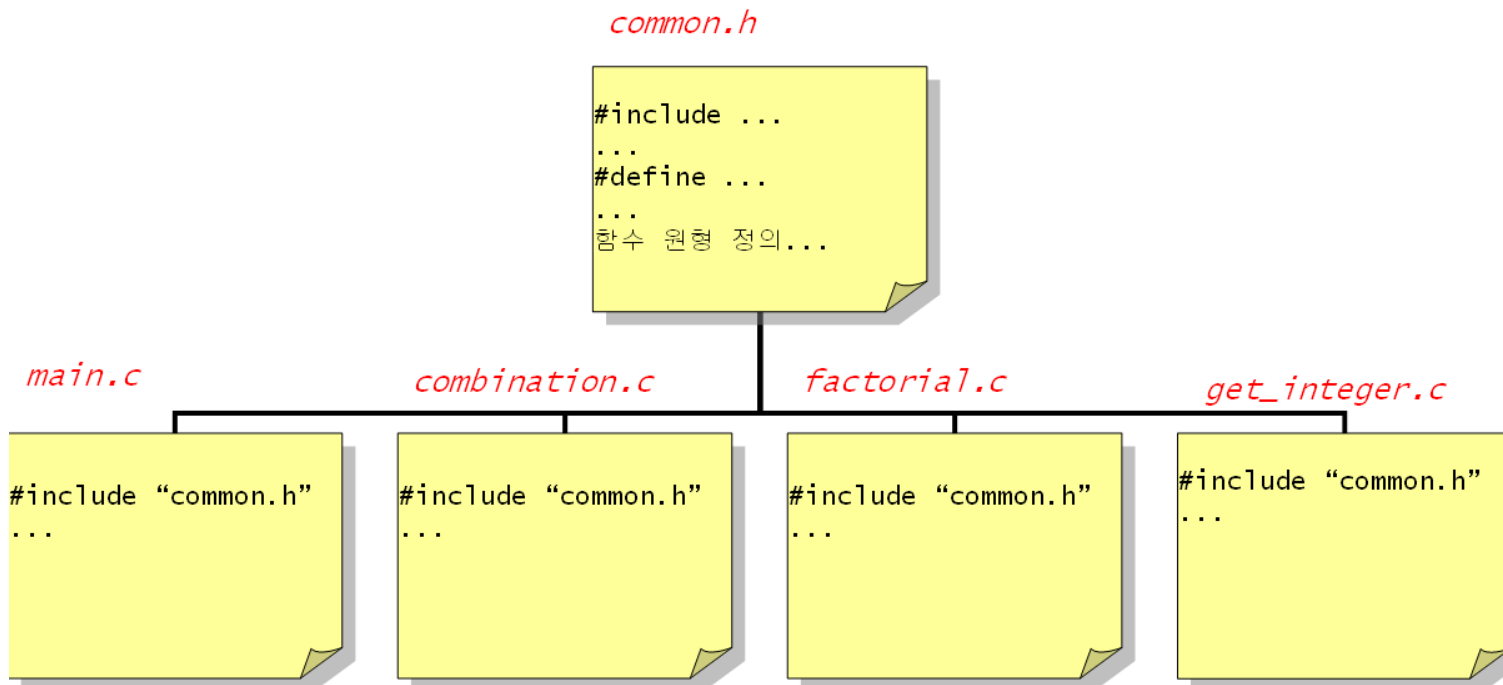 common.h
#include ...
...
#define ...
...
함수 원형 정의...
main.c
#include “common.h”
...
combination.c
#include “common.h”
...
factorial.c
#include “common.h”
...
get_integer.c
#include “common.h”
...